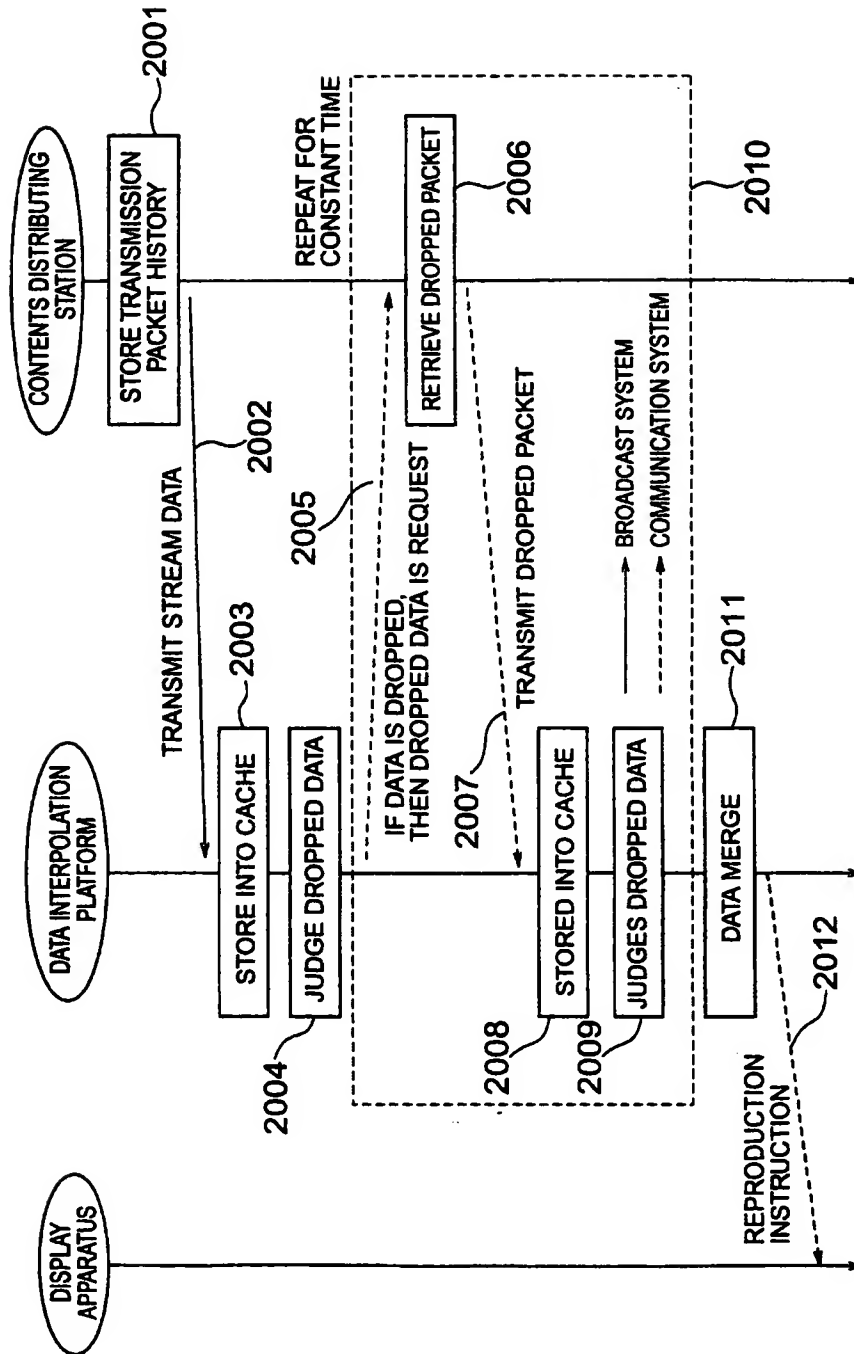 DISPLAY
APPARATUS
DATA INTERPOLATION
PLATFORM
CONTENTS DISTRIBUTING
STATION
STORE TRANSMISSION
PACKET HISTORY
2001
TRANSMIT STREAM DATA
2002
STORE INTO CACHE
2003
JUDGE DROPPED DATA
2004
REPEAT FOR
CONSTANT TIME
2005
IF DATA IS DROPPED,
THEN DROPPED DATA IS REQUEST
RETRIEVE DROPPED PACKET
2006
TRANSMIT DROPPED PACKET
2007
STORED INTO CACHE
2008
JUDGES DROPPED DATA
2009
BROADCAST SYSTEM
COMMUNICATION SYSTEM
2010
DATA MERGE
2011
REPRODUCTION
INSTRUCTION
2012